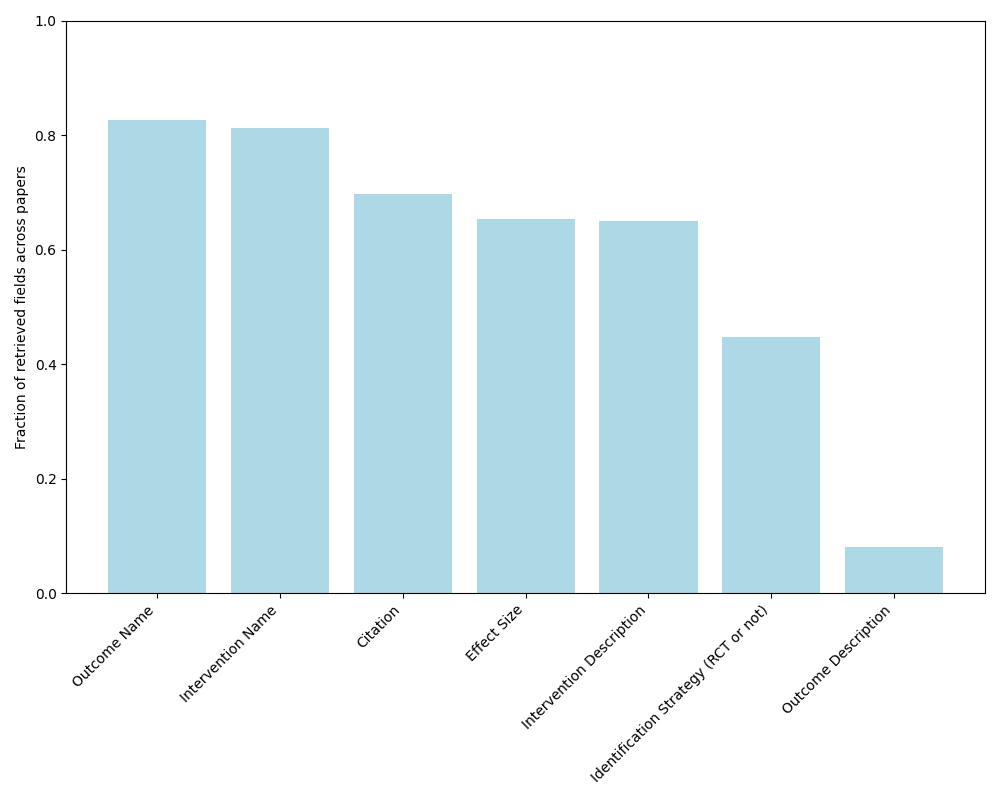 Fraction of retrieved fields across papers
1.0
0.8
0.6
0.4
0.2
0.0
Outcome Name
Intervention Name
Citation
Effect Size
Intervention Description
Identification Strategy (RCT or not)
Outcome Description